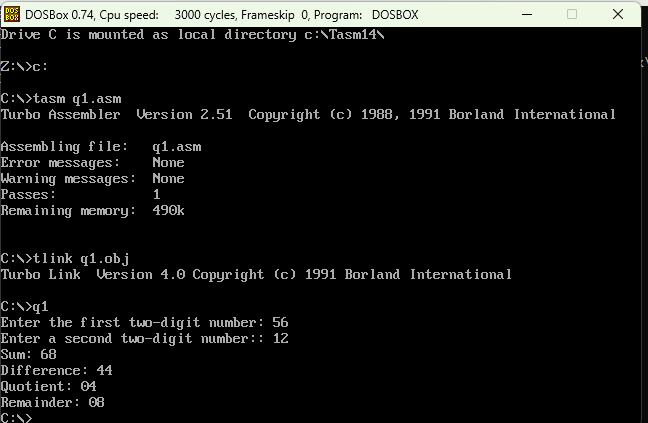 DOS
BOX
DOSBox 0.74, Cpu speed: 3000 cycles, Frameskip 0, Program: DOSBOX
Drive C is mounted as local directory c:\Tasm14\
Z:\>c:
C:\>tasm q1.asm
Turbo Assembler Version 2.51 Copyright (c) 1988, 1991 Borland International
Assembling file: q1.asm
Error messages: None
Warning messages: None
Passes: 1
Remaining memory: 490k
C:\>tlink q1.obj
Turbo Link Version 4.0 Copyright (c) 1991 Borland International
C:\>q1
Enter the first two-digit number: 56
Enter a second two-digit number:: 12
Sum: 68
Difference: 44
Quotient: 04
Remainder: 08
C:\>